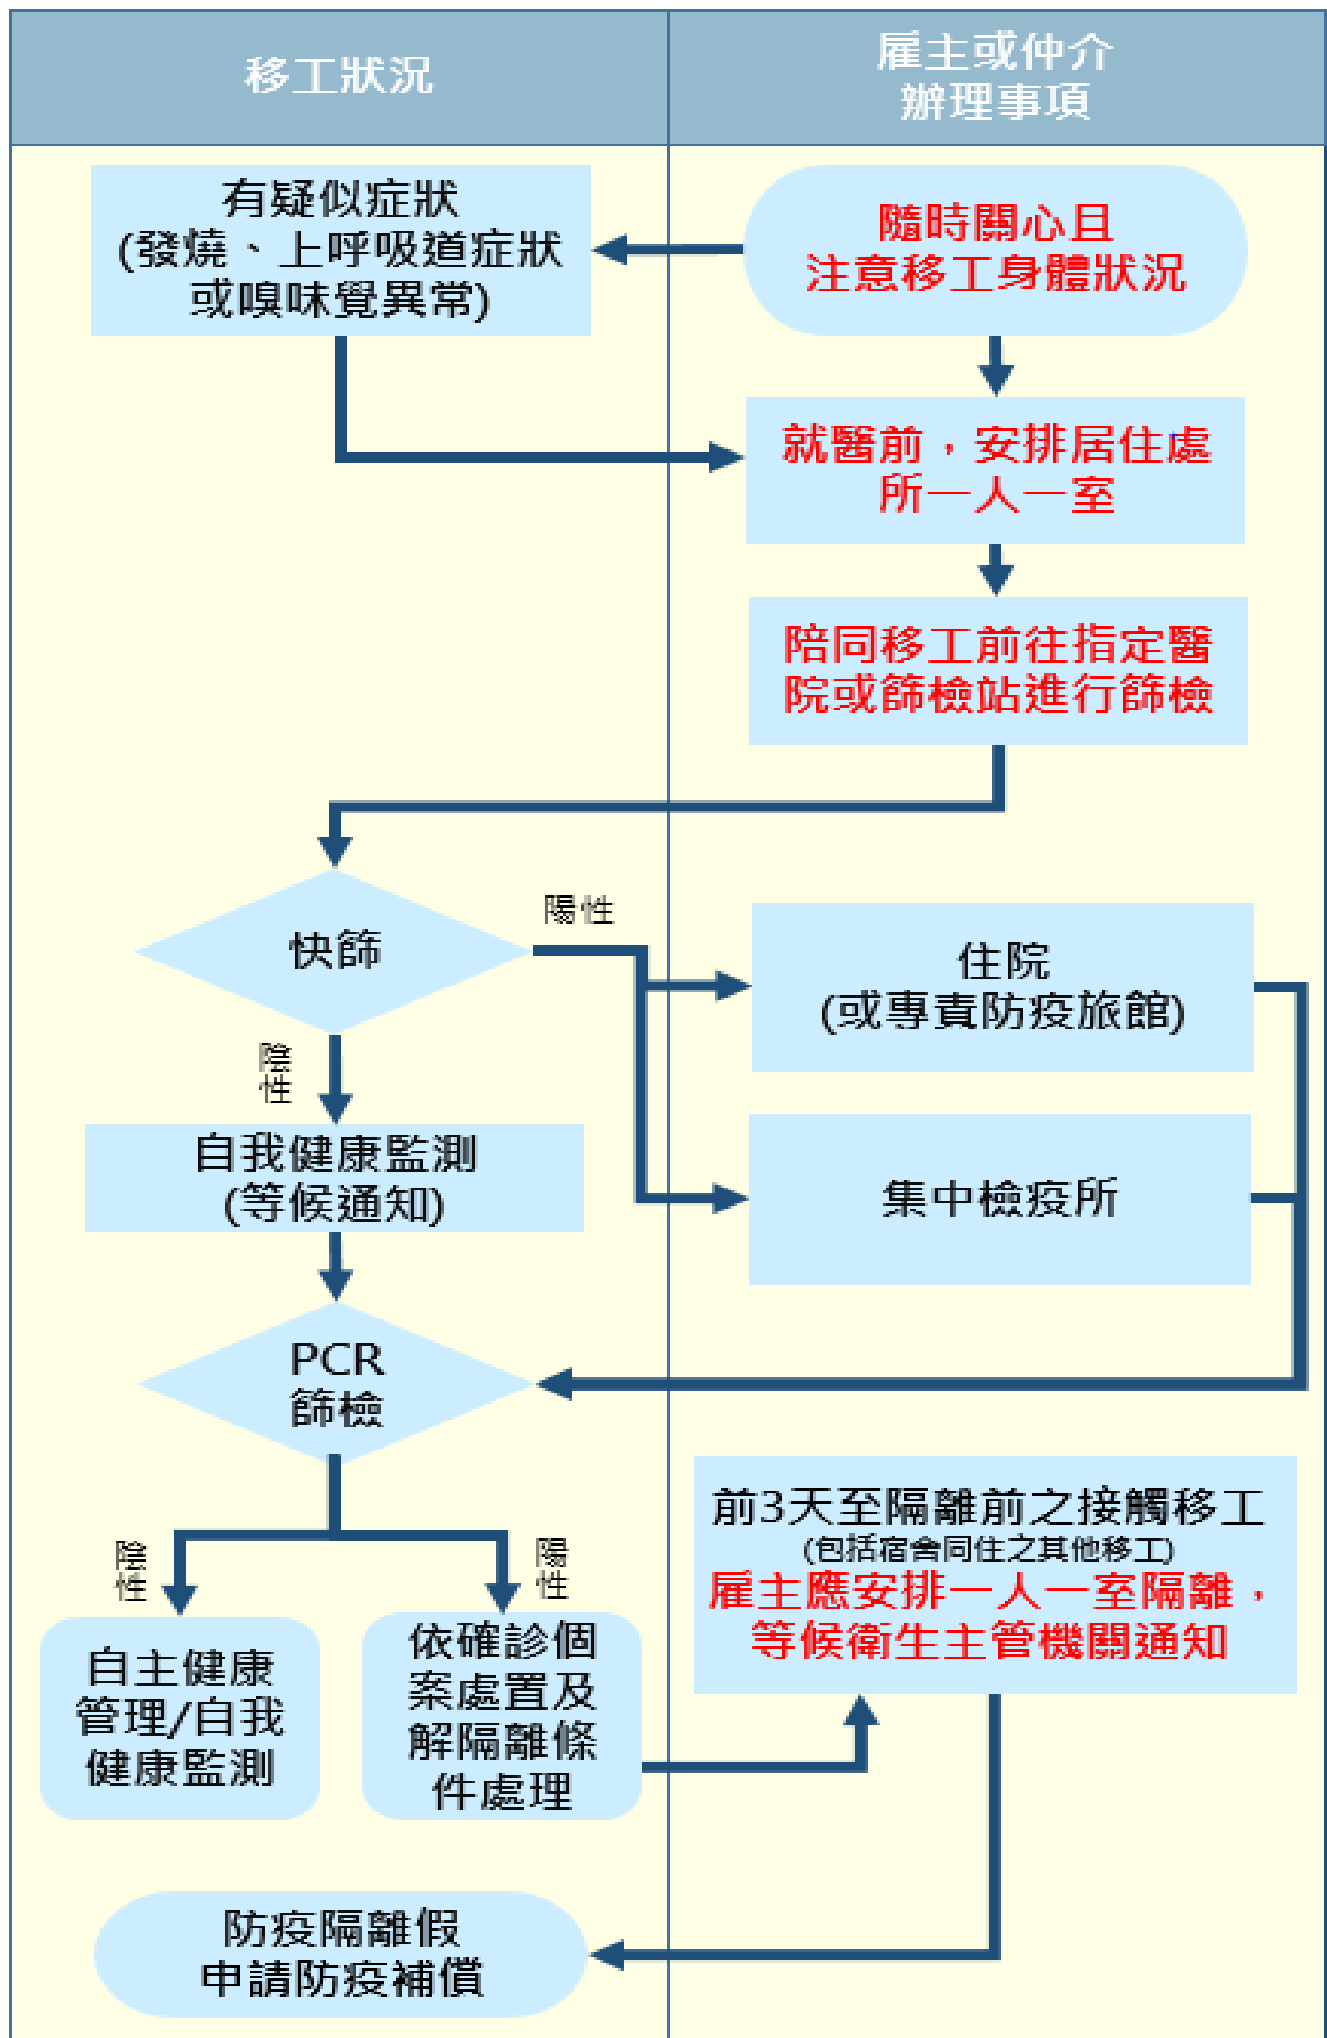 移工狀況
雇主或仲介
辦理事項
有疑似症狀
(發燒、上呼吸道症狀
或嗅味覺異常)
隨時關心且
注意移工身體狀況
就醫前，安排居住處
所一人一室
陪同移工前往指定醫
院或篩檢站進行篩檢
快篩
陽性
住院
(或專責防疫旅館)
陰性
自我健康監測
(等候通知)
集中檢疫所
PCR
篩檢
陰性
陽性
前3天至隔離前之接觸移工
(包括宿舍同住之其他移工)
雇主應安排一人一室隔離，
等候衛生主管機關通知
自主健康
管理/自我
健康監測
依確診個
案處置及
解隔離條
件處理
防疫隔離假
申請防疫補償